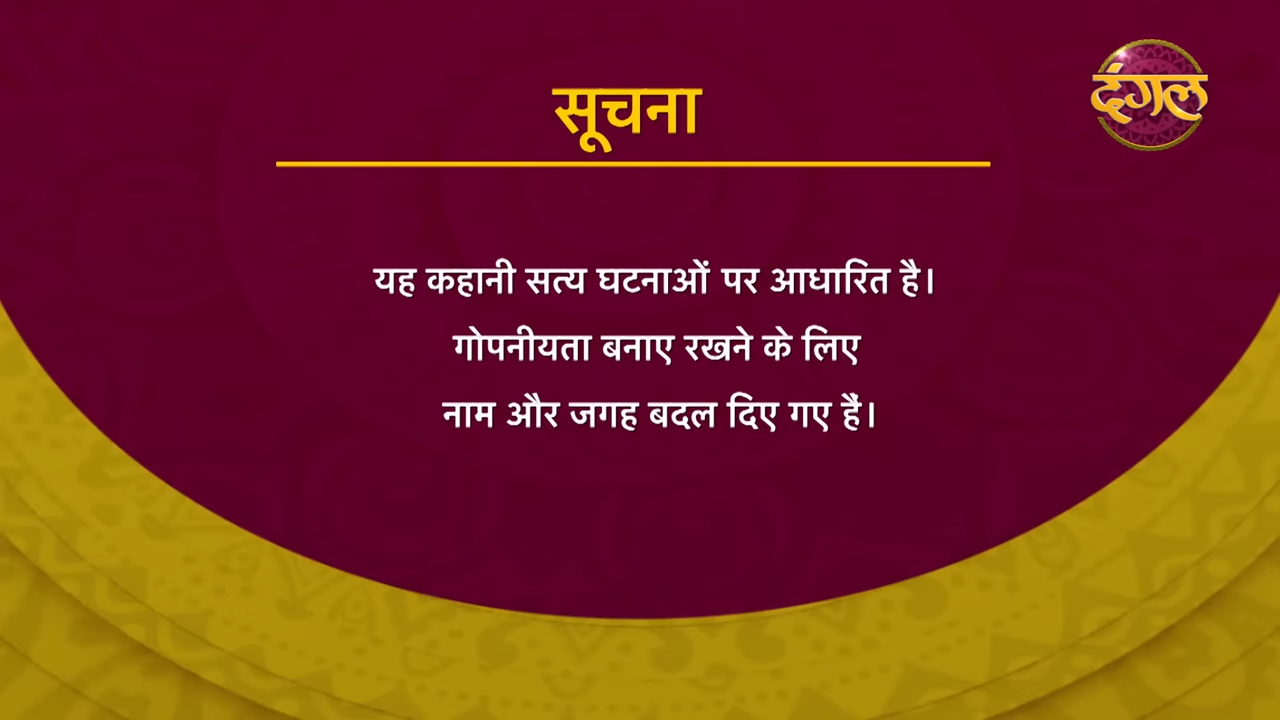 दंगल
सूचना
यह कहानी सत्य घटनाओं पर आधारित है।
गोपनीयता बनाए रखने के लिए
नाम और जगह बदल दिए गए हैं।